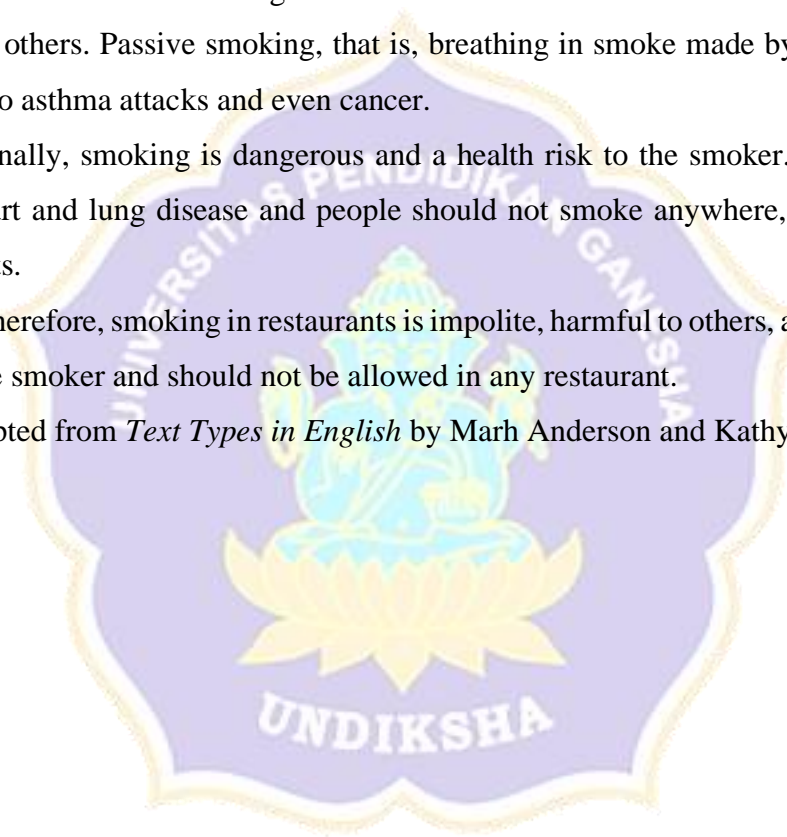 others. Passive smoking, that is, breathing in smoke made by
o asthma attacks and even cancer.
nally, smoking is dangerous and a health risk to the smoker.
rt and lung disease and people should not smoke anywhere,
s.
herefore, smoking in restaurants is impolite, harmful to others, a
e smoker and should not be allowed in any restaurant.
pted from Text Types in English by Marh Anderson and Kathy
UNIVERSITAS PENDIDIKAN GANESHA
UNDIKSHA